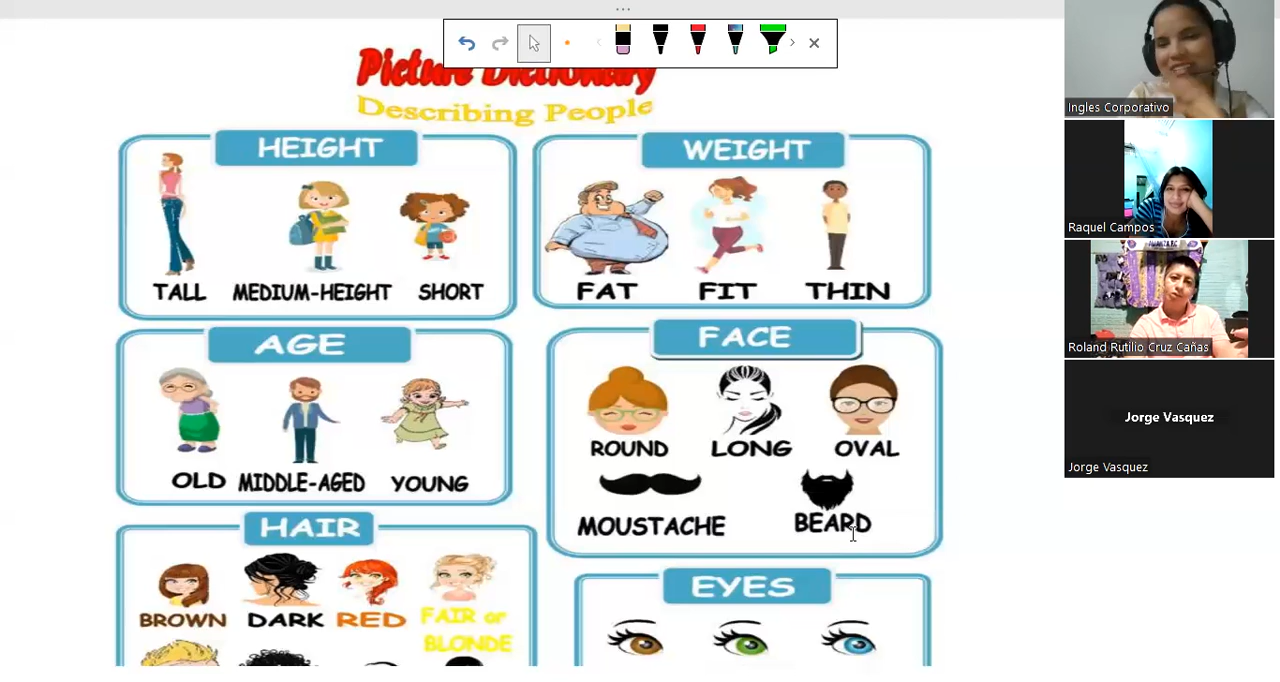 Picture Dictionary
Describing People
HEIGHT
TALL MEDIUM-HEIGHT SHORT
WEIGHT
FAT FIT THIN
AGE
OLD MIDDLE-AGED YOUNG
FACE
ROUND LONG OVAL
MOUSTACHE BEARD
HAIR
BROWN DARK RED FAIR or
BLONDE
EYES
Ingles Corporativo
Raquel Campos
Roland Rutilio Cruz Cañas
Jorge Vasquez
Jorge Vasquez